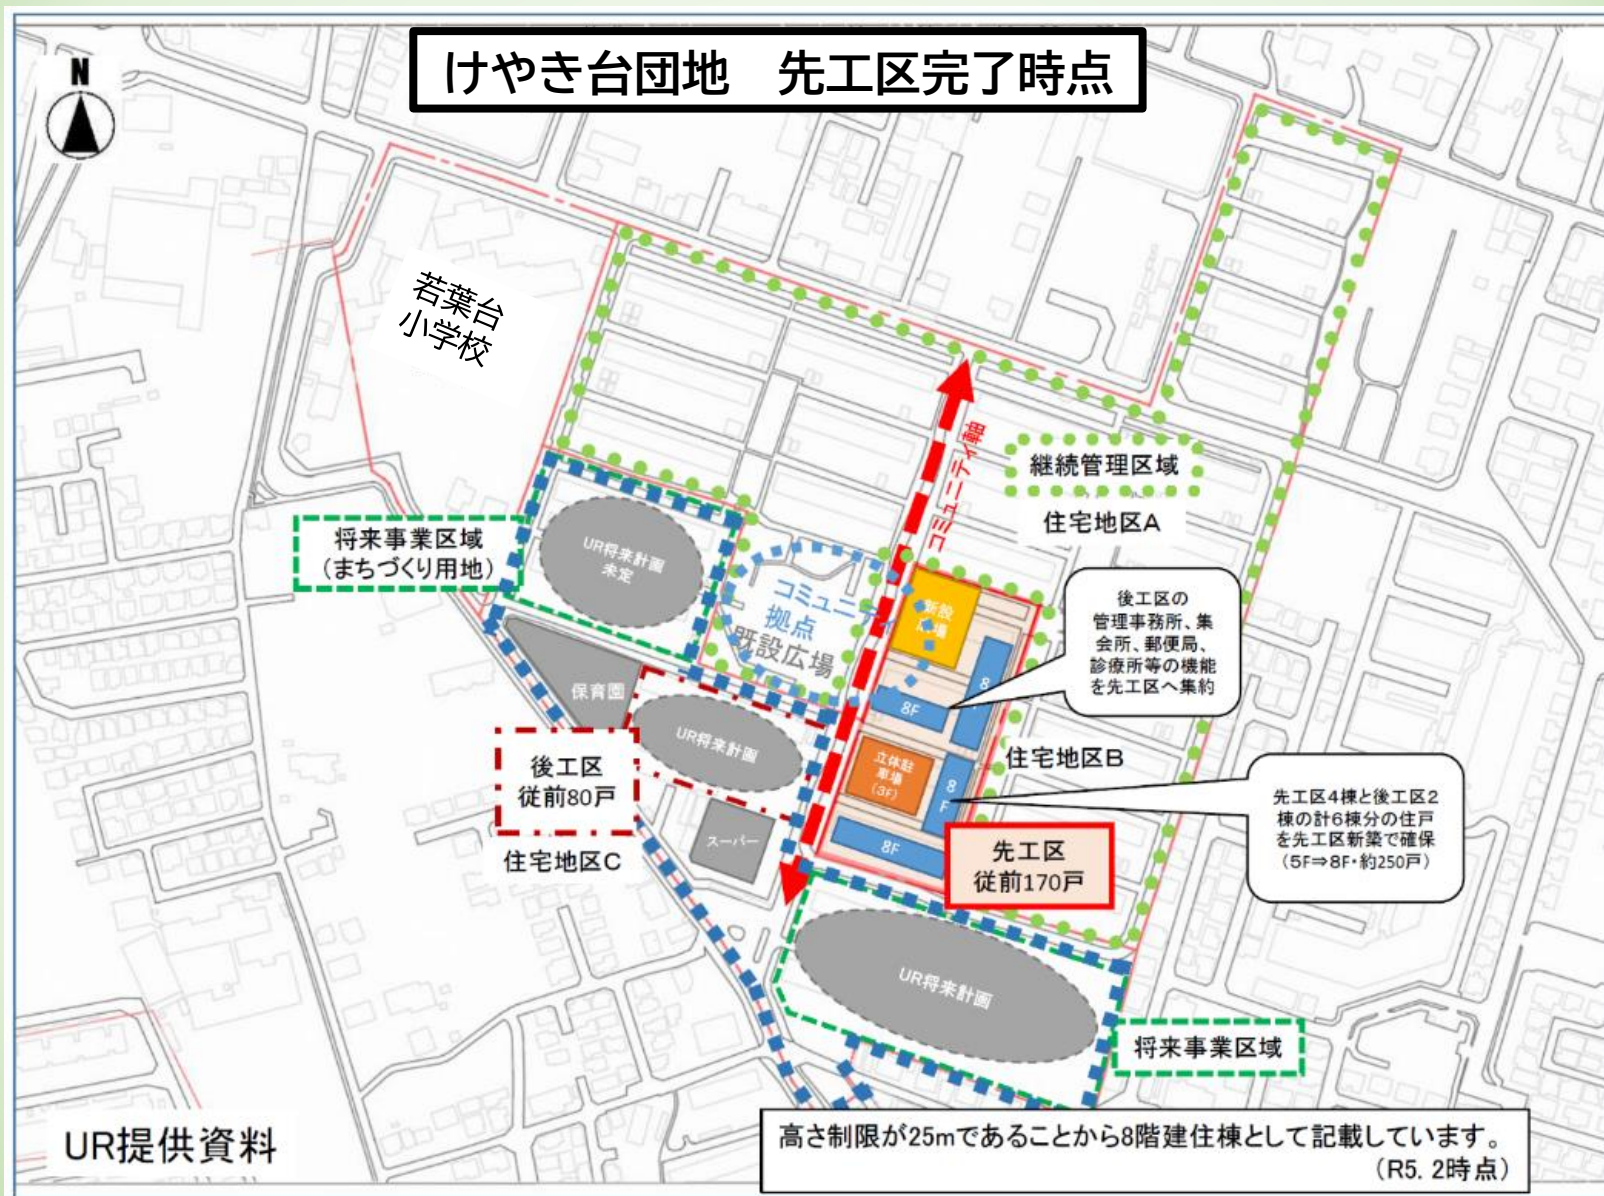 けやき台団地　先工区完了時点
N
若葉台
小学校
コミュニティ軸
継続管理区域
住宅地区A
将来事業区域
(まちづくり用地)
UR将来計画
未定
コミュニティ
拠点
既設広場
新設
広場
後工区の
管理事務所、集
会所、郵便局、
診療所等の機能
を先工区へ集約
保育園
8
8F
UR将来計画
住宅地区B
立体駐
車場
(3F)
8
F
後工区
従前80戸
先工区4棟と後工区2
棟の計6棟分の住戸
を先工区新築で確保
(5F⇒8F・約250戸)
スーパー
8F
住宅地区C
先工区
従前170戸
UR将来計画
将来事業区域
UR提供資料
高さ制限が25mであることから8階建住棟として記載しています。
(R5. 2時点)